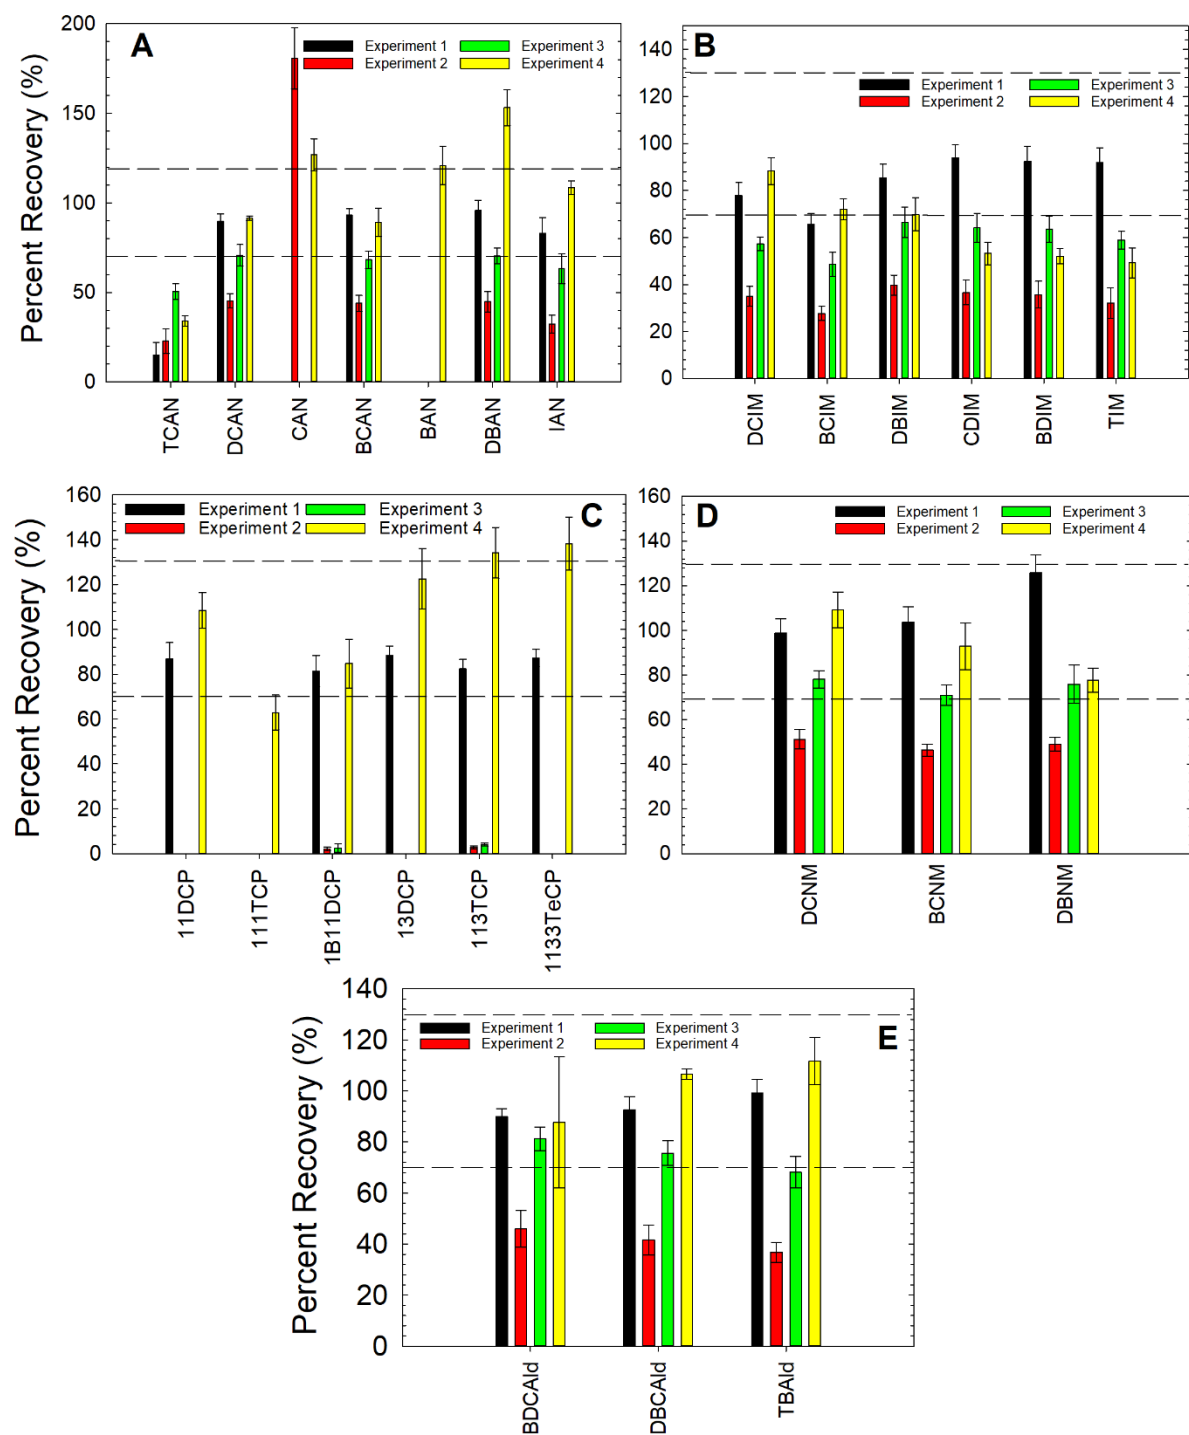 A
Experiment 1
Experiment 3
Experiment 2
Experiment 4
Percent Recovery (%)
200
150
100
50
0
TCAN
DCAN
CAN
BCAN
BAN
DBAN
IAN
B
Experiment 1
Experiment 3
Experiment 2
Experiment 4
140
120
100
80
60
40
20
0
DCIM
BCIM
DBIM
CDIM
BDIM
TIM
C
Experiment 1
Experiment 3
Experiment 2
Experiment 4
Percent Recovery (%)
160
140
120
100
80
60
40
20
0
11DCP
111TCP
1B11DCP
13DCP
113TCP
1133TeCP
D
Experiment 1
Experiment 3
Experiment 2
Experiment 4
160
140
120
100
80
60
40
20
0
DCNM
BCNM
DBNM
E
Experiment 1
Experiment 3
Experiment 2
Experiment 4
Percent Recovery (%)
140
120
100
80
60
40
20
0
BDCAld
DBCAld
TBAld